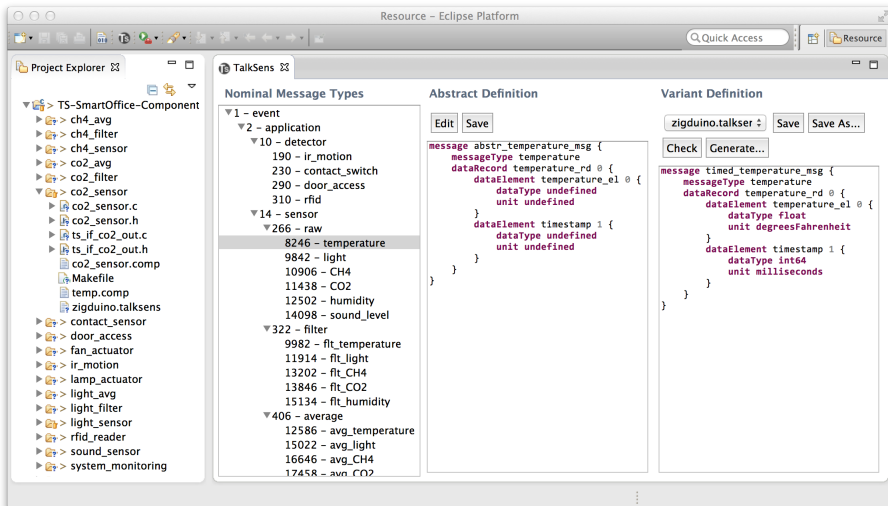 Resource – Eclipse Platform
Quick Access
Resource
Project Explorer
TS-SmartOffice-Component
> ch4_avg
> ch4_filter
> ch4_sensor
> co2_avg
> co2_filter
> co2_sensor
> co2_sensor.c
> co2_sensor.h
> ts_if_co2_out.c
> ts_if_co2_out.h
co2_sensor.comp
Makefile
temp.comp
zigduino.talksens
> contact_sensor
> door_access
> fan_actuator
> ir_motion
> lamp_actuator
> light_avg
> light_filter
> light_sensor
> rfid_reader
> sound_sensor
> system_monitoring
TalkSens
Nominal Message Types
1 – event
2 – application
10 – detector
190 – ir_motion
230 – contact_switch
290 – door_access
310 – rfid
14 – sensor
266 – raw
8246 – temperature
9842 – light
10906 – CH4
11438 – CO2
12502 – humidity
14098 – sound_level
322 – filter
9982 – flt_temperature
11914 – flt_light
13202 – flt_CH4
13846 – flt_CO2
15134 – flt_humidity
406 – average
12586 – avg_temperature
15022 – avg_light
16646 – avg_CH4
17458 – avg_CO2
Abstract Definition
Edit Save
message abstr_temperature_msg {
messageType temperature
dataRecord temperature_rd 0 {
dataElement temperature_el 0 {
dataType undefined
unit undefined
}
dataElement timestamp 1 {
dataType undefined
unit undefined
}
}
}
Variant Definition
zigduino.talkser Save Save As...
Check Generate...
message timed_temperature_msg {
messageType temperature
dataRecord temperature_rd 0 {
dataElement temperature_el 0 {
dataType float
unit degreesFahrenheit
}
dataElement timestamp 1 {
dataType int64
unit milliseconds
}
}
}